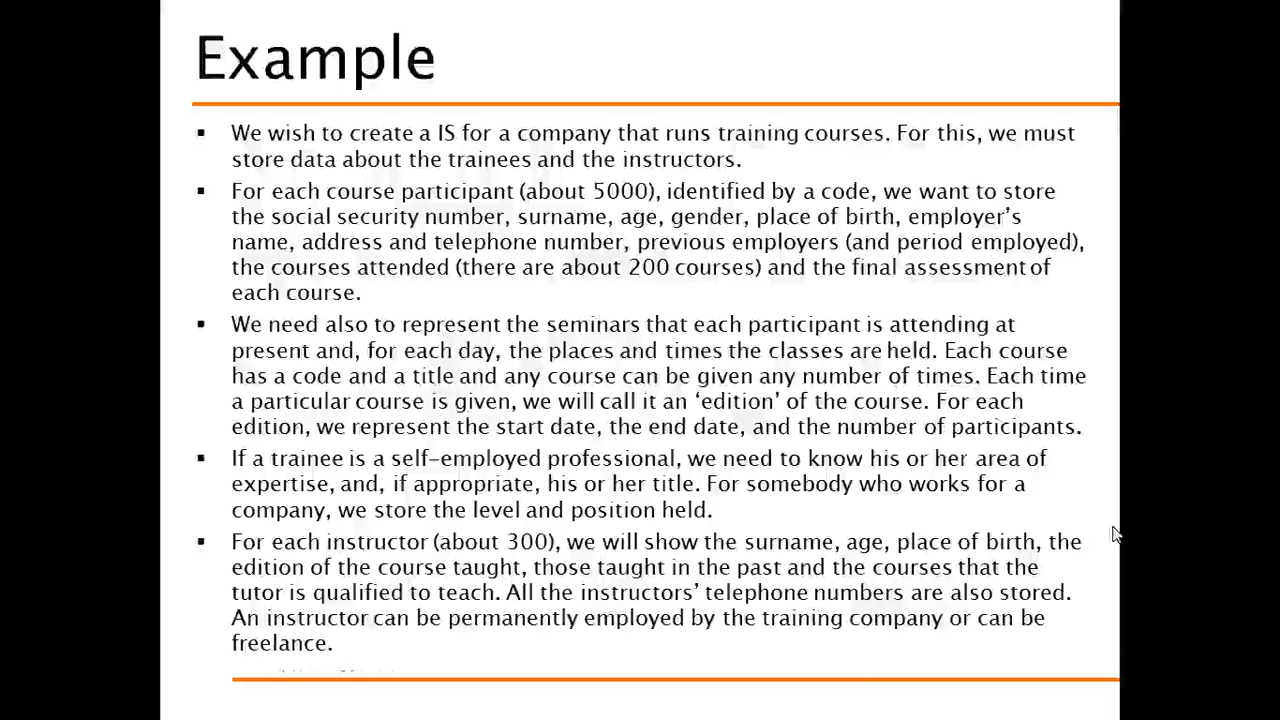 Example
▪ We wish to create a IS for a company that runs training courses. For this, we must
store data about the trainees and the instructors.
▪ For each course participant (about 5000), identified by a code, we want to store
the social security number, surname, age, gender, place of birth, employer's
name, address and telephone number, previous employers (and period employed),
the courses attended (there are about 200 courses) and the final assessment of
each course.
▪ We need also to represent the seminars that each participant is attending at
present and, for each day, the places and times the classes are held. Each course
has a code and a title and any course can be given any number of times. Each time
a particular course is given, we will call it an 'edition' of the course. For each
edition, we represent the start date, the end date, and the number of participants.
▪ If a trainee is a self-employed professional, we need to know his or her area of
expertise, and, if appropriate, his or her title. For somebody who works for a
company, we store the level and position held.
▪ For each instructor (about 300), we will show the surname, age, place of birth, the
edition of the course taught, those taught in the past and the courses that the
tutor is qualified to teach. All the instructors' telephone numbers are also stored.
An instructor can be permanently employed by the training company or can be
freelance.